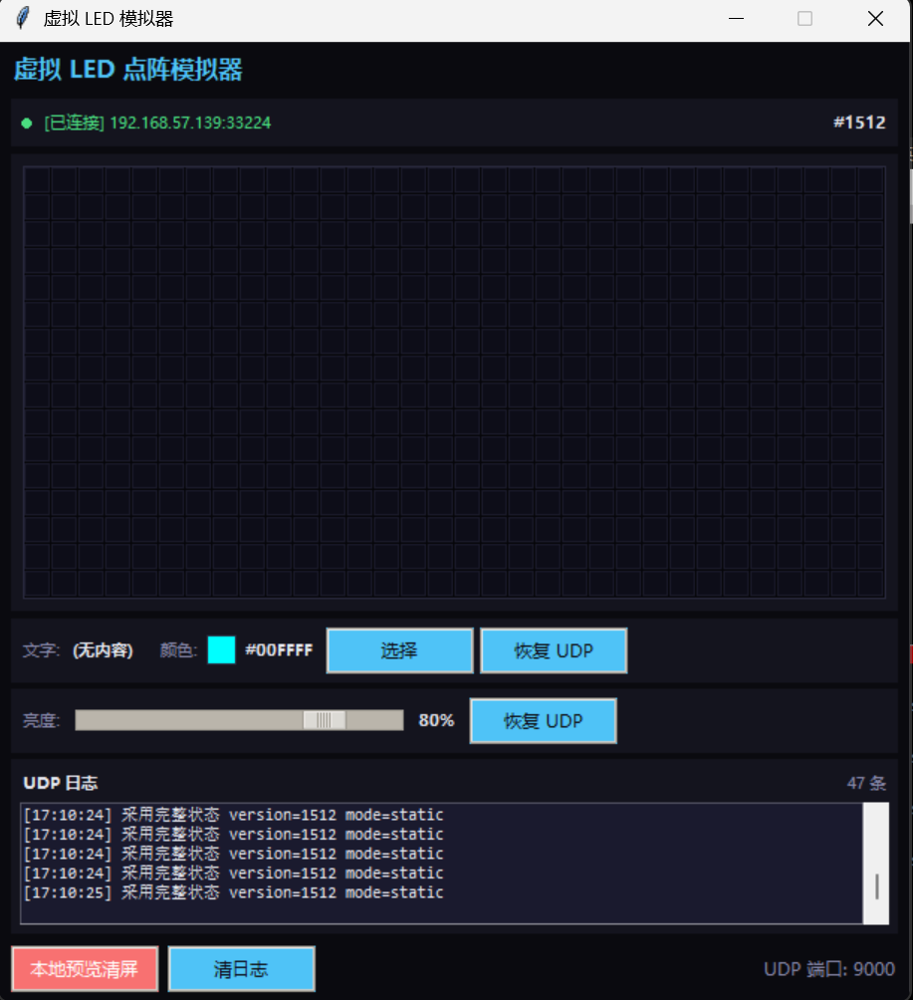 虚拟 LED 模拟器
虚拟 LED 点阵模拟器
[已连接] 192.168.57.139:33224 #1512
文字: (无内容) 颜色: #00FFFF 选择 恢复 UDP
亮度: 80% 恢复 UDP
UDP 日志 47 条
[17:10:24] 采用完整状态 version=1512 mode=static
[17:10:24] 采用完整状态 version=1512 mode=static
[17:10:24] 采用完整状态 version=1512 mode=static
[17:10:24] 采用完整状态 version=1512 mode=static
[17:10:25] 采用完整状态 version=1512 mode=static
本地预览清屏 清日志 UDP 端口: 9000